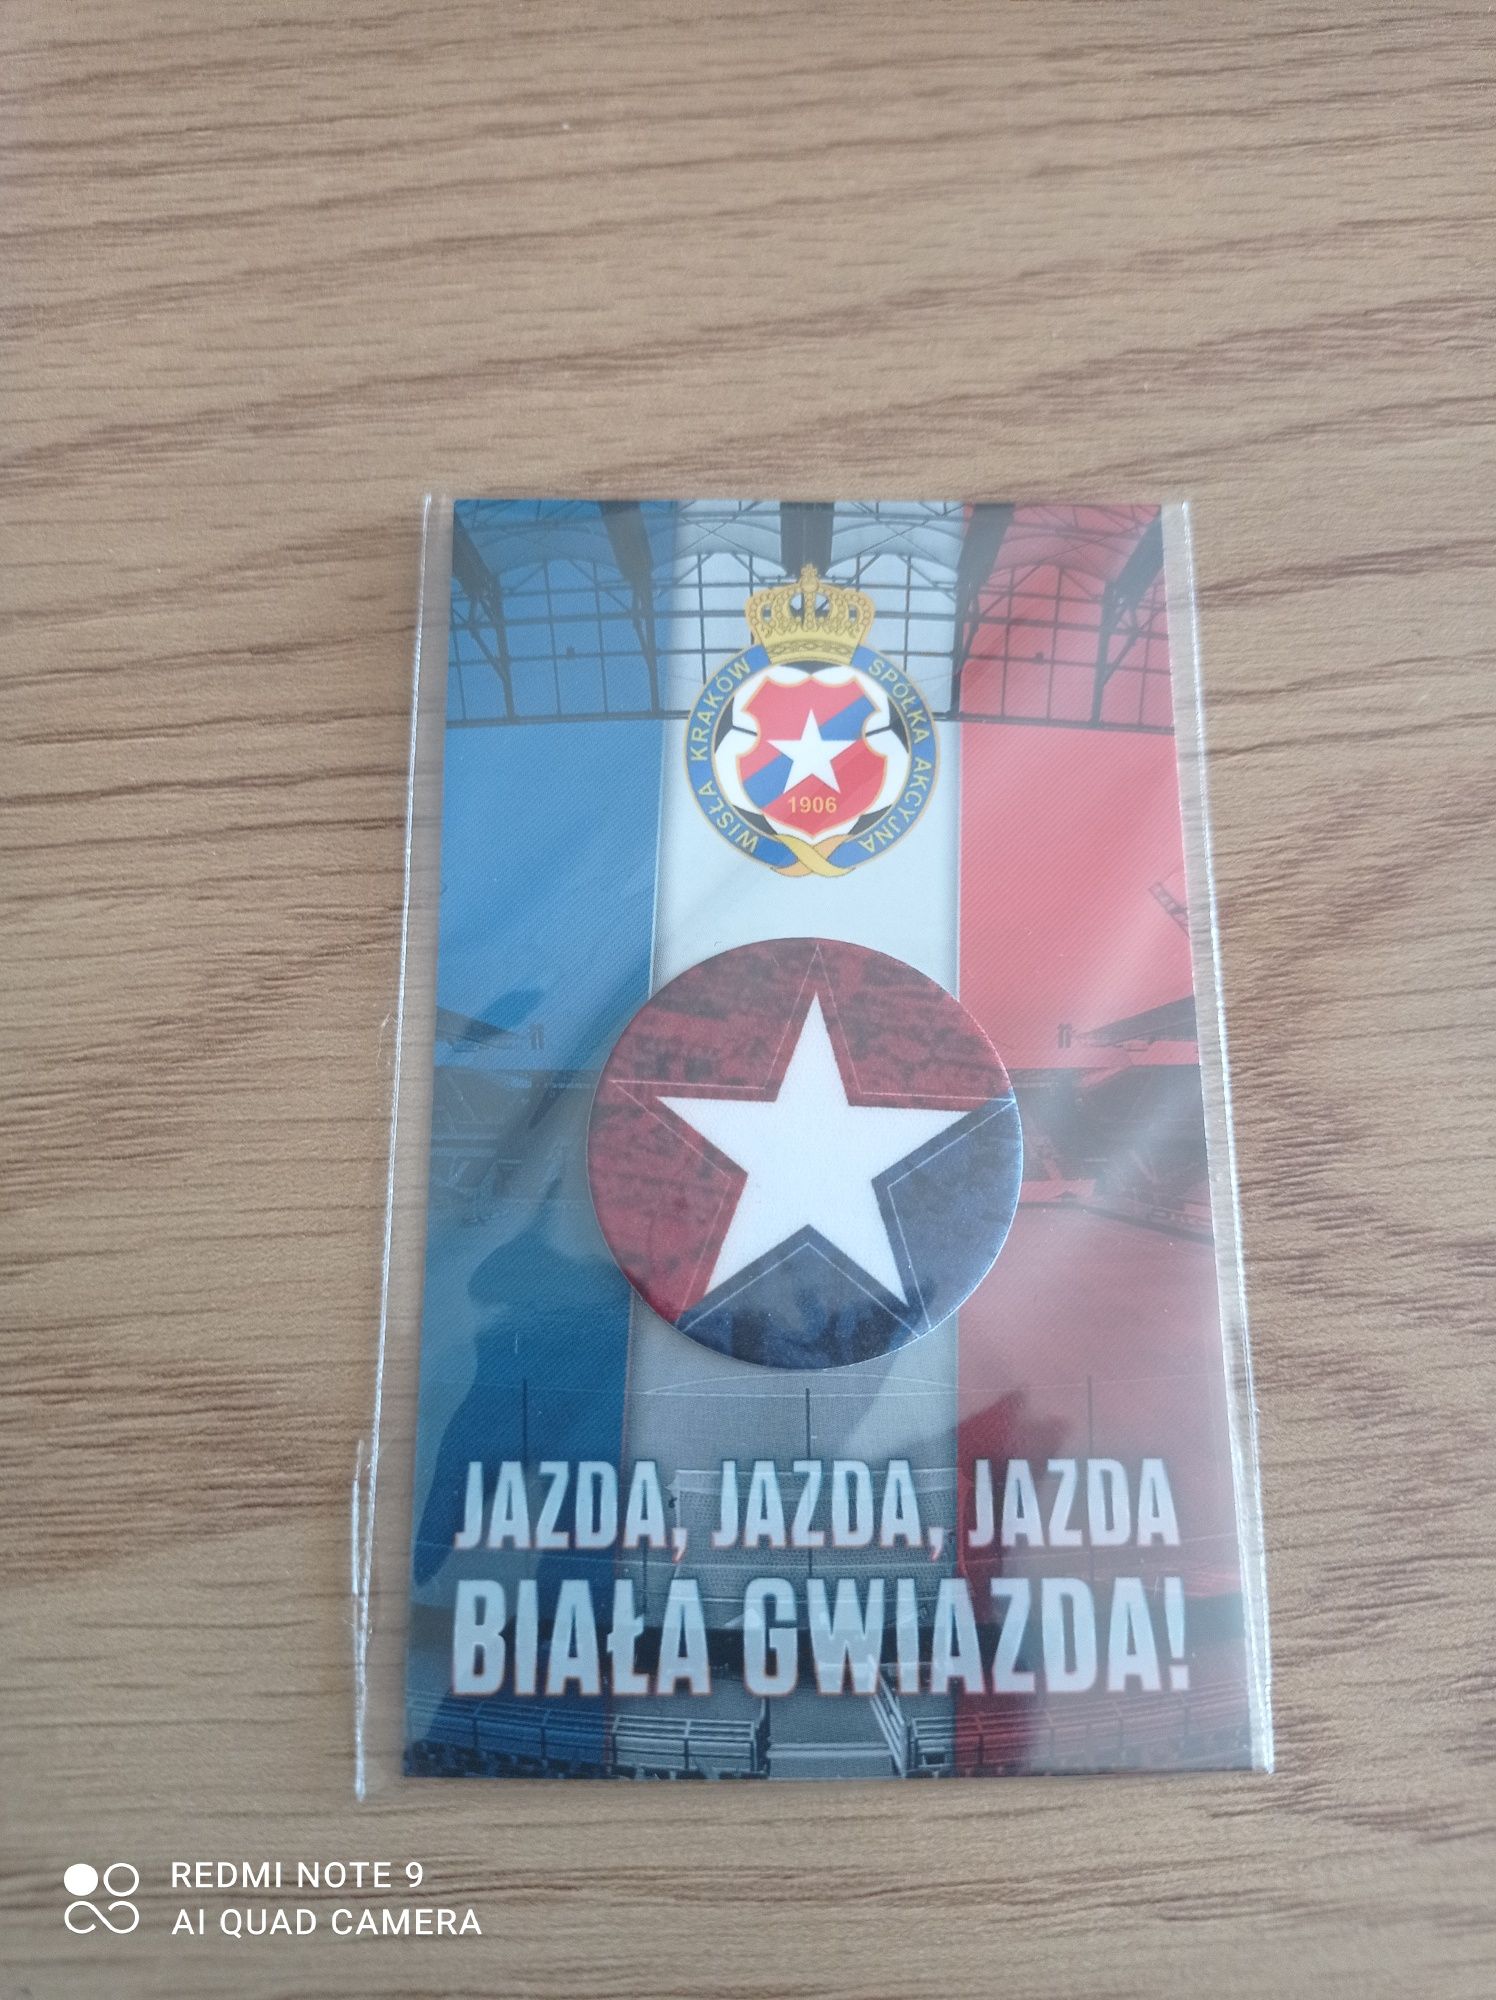 WISŁA KRAKÓW SPÓŁKA AKCYJNA
1906
JAZDA, JAZDA, JAZDA
BIAŁA GWIAZDA!
REDMI NOTE 9
AI QUAD CAMERA